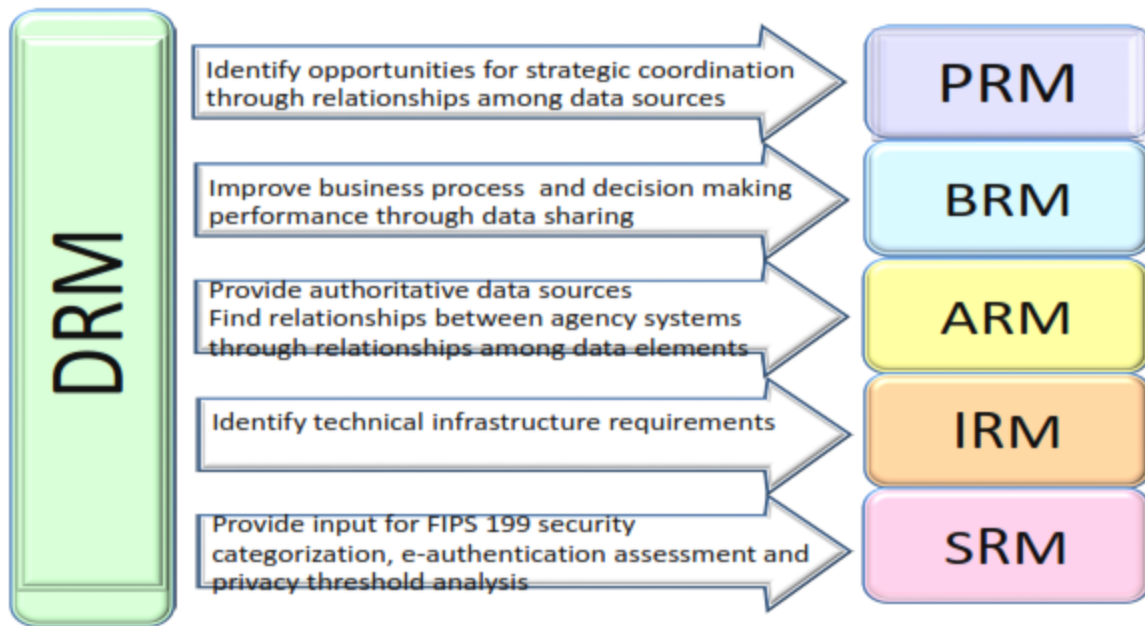 DRM
Identify opportunities for strategic coordination
through relationships among data sources
PRM
Improve business process and decision making
performance through data sharing
BRM
Provide authoritative data sources
Find relationships between agency systems
through relationships among data elements
ARM
Identify technical infrastructure requirements
IRM
Provide input for FIPS 199 security
categorization, e-authentication assessment and
privacy threshold analysis
SRM